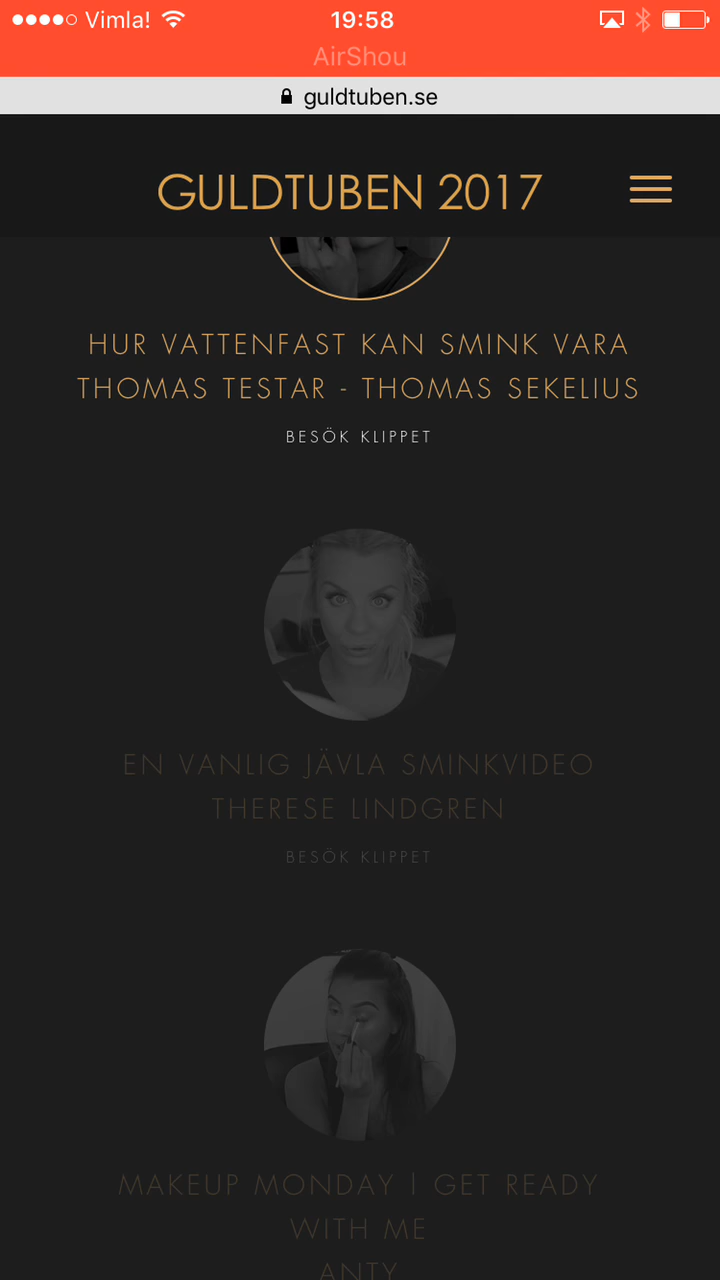 Vimla! 19:58
AirShou
guldtuben.se
GULDTUBEN 2017
HUR VATTENFAST KAN SMINK VARA
THOMAS TESTAR - THOMAS SEKELIUS
BESÖK KLIPPET
EN VANLIG JÄVLA SMINKVIDEO
THERESE LINDGREN
BESÖK KLIPPET
MAKEUP MONDAY | GET READY
WITH ME
ANTY